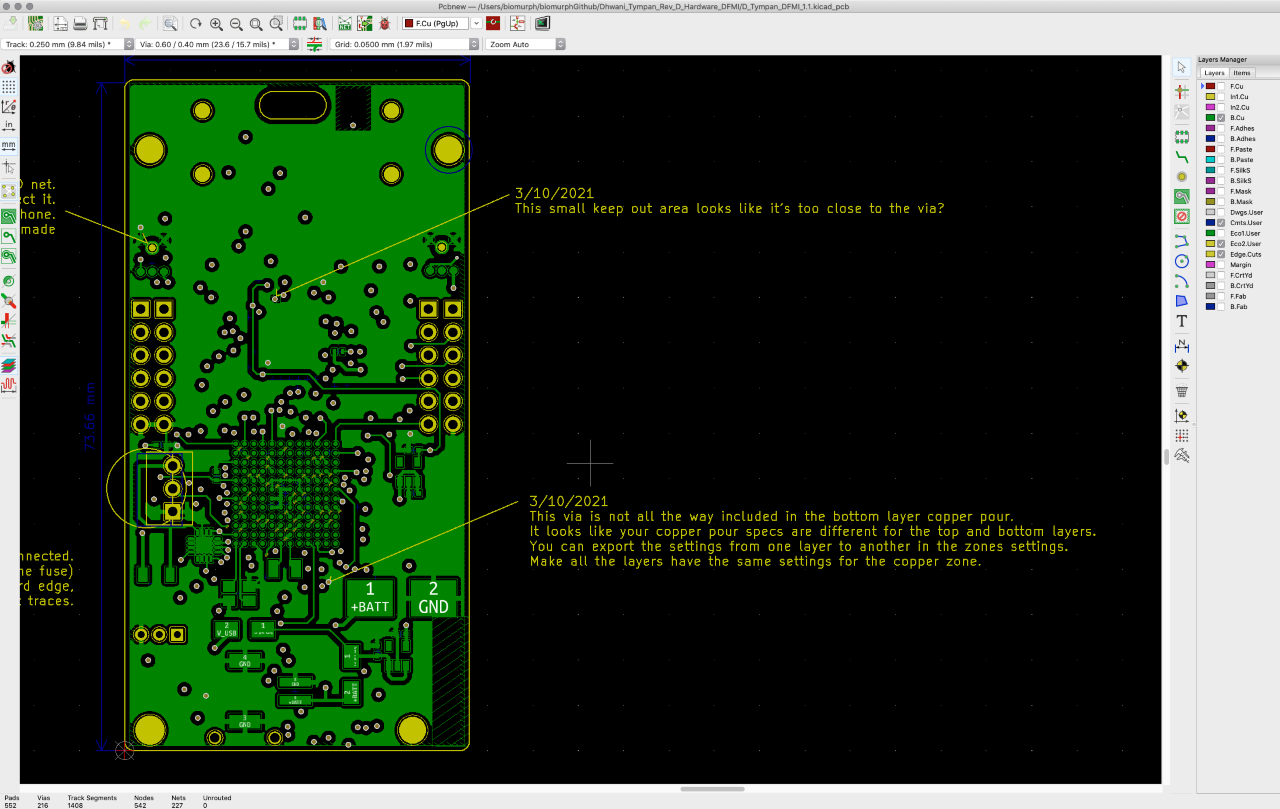 Pcbnew — /Users/biomurph/biomurphGithub/Dhwani_Tympan_Rev_D_Hardware_DFMI/D_Tympan_DFMI_1.1.kicad_pcb
F.Cu (PgUp)
Track: 0.250 mm (9.84 mils) *
Via: 0.60 / 0.40 mm (23.6 / 15.7 mils) *
Grid: 0.0500 mm (1.97 mils)
Zoom Auto
Layers Manager
Layers
Items
F.Cu
In1.Cu
In2.Cu
B.Cu
F.Adhes
B.Adhes
F.Paste
B.Paste
F.SilkS
B.SilkS
F.Mask
B.Mask
Dwgs.User
Cmts.User
Eco1.User
Eco2.User
Edge.Cuts
Margin
F.CrtYd
B.CrtYd
F.Fab
B.Fab
in
mm
net.
ct it.
hone.
made
3/10/2021
This small keep out area looks like it's too close to the via?
73.66 mm
3/10/2021
This via is not all the way included in the bottom layer copper pour.
It looks like your copper pour specs are different for the top and bottom layers.
You can export the settings from one layer to another in the zones settings.
Make all the layers have the same settings for the copper zone.
nnected.
ne fuse)
rd edge,
traces.
1
+BATT
2
GND
2
V_USB
1
4
GND
1
GND
2
+BATT
3
GND
Pads
552
Vias
216
Track Segments
1408
Nodes
542
Nets
227
Unrouted
0